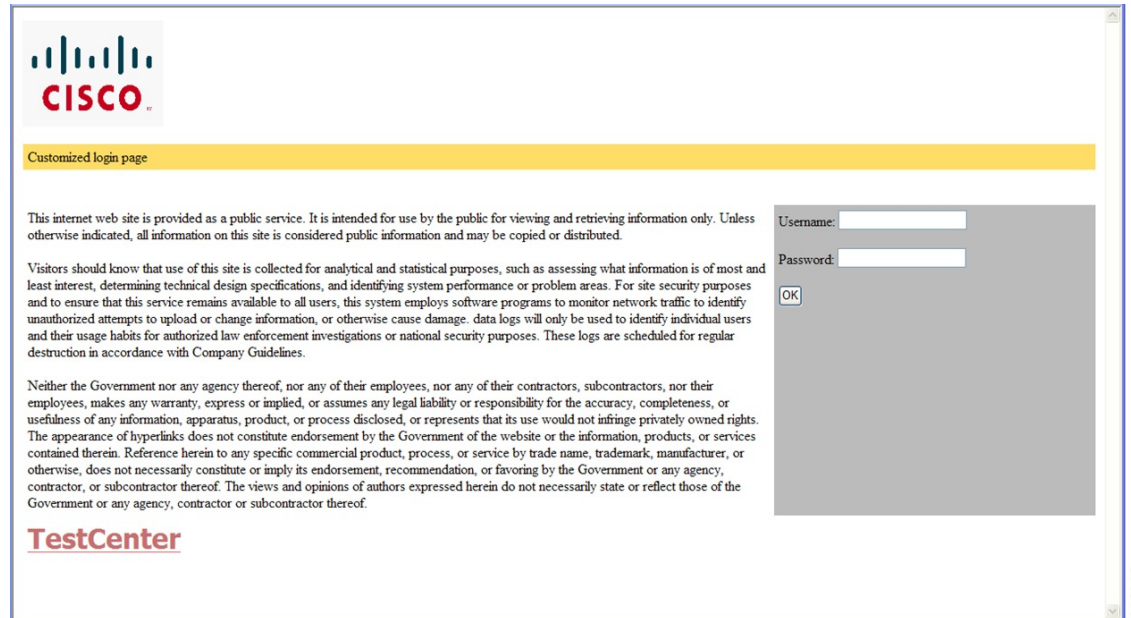 CISCO
Customized login page
This internet web site is provided as a public service. It is intended for use by the public for viewing and retrieving information only. Unless
otherwise indicated, all information on this site is considered public information and may be copied or distributed.
Username:
Visitors should know that use of this site is collected for analytical and statistical purposes, such as assessing what information is of most and
least interest, determining technical design specifications, and identifying system performance or problem areas. For site security purposes
and to ensure that this service remains available to all users, this system employs software programs to monitor network traffic to identify
unauthorized attempts to upload or change information, or otherwise cause damage. data logs will only be used to identify individual users
and their usage habits for authorized law enforcement investigations or national security purposes. These logs are scheduled for regular
destruction in accordance with Company Guidelines.
Password:
OK
Neither the Government nor any agency thereof, nor any of their employees, nor any of their contractors, subcontractors, nor their
employees, makes any warranty, express or implied, or assumes any legal liability or responsibility for the accuracy, completeness, or
usefulness of any information, apparatus, product, or process disclosed, or represents that its use would not infringe privately owned rights.
The appearance of hyperlinks does not constitute endorsement by the Government of the website or the information, products, or services
contained therein. Reference herein to any specific commercial product, process, or service by trade name, trademark, manufacturer, or
otherwise, does not necessarily constitute or imply its endorsement, recommendation, or favoring by the Government or any agency,
contractor, or subcontractor thereof. The views and opinions of authors expressed herein do not necessarily state or reflect those of the
Government or any agency, contractor or subcontractor thereof.
TestCenter